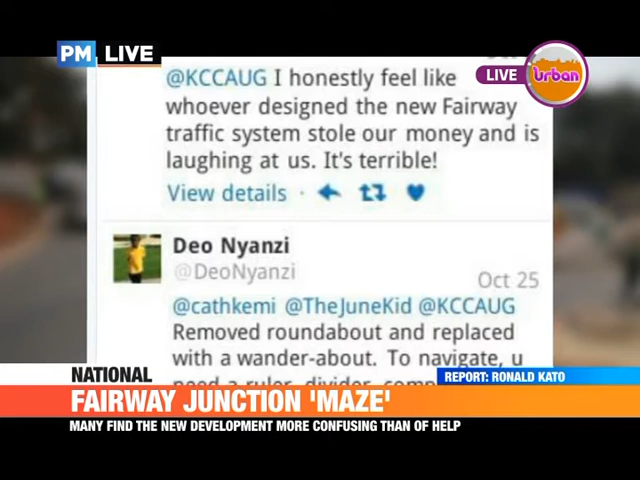 PM LIVE
LIVE Urban
@KCCAUG I honestly feel like
whoever designed the new Fairway
traffic system stole our money and is
laughing at us. It's terrible!
View details
Deo Nyanzi
@DeoNyanzi
Oct 25
@cathkemi @TheJuneKid @KCCAUG
Removed roundabout and replaced
with a wander-about. To navigate, u
need a ruler, divider,
NATIONAL
REPORT: RONALD KATO
FAIRWAY JUNCTION 'MAZE'
MANY FIND THE NEW DEVELOPMENT MORE CONFUSING THAN OF HELP